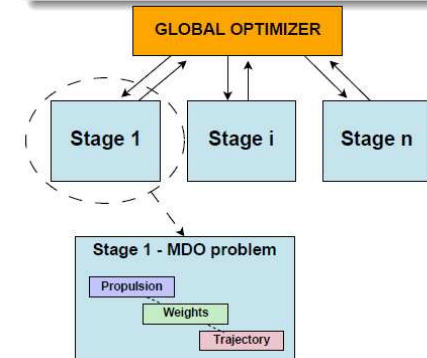 GLOBAL OPTIMIZER
Stage 1
Stage i
Stage n
Stage 1 - MDO problem
Propulsion
Weights
Trajectory